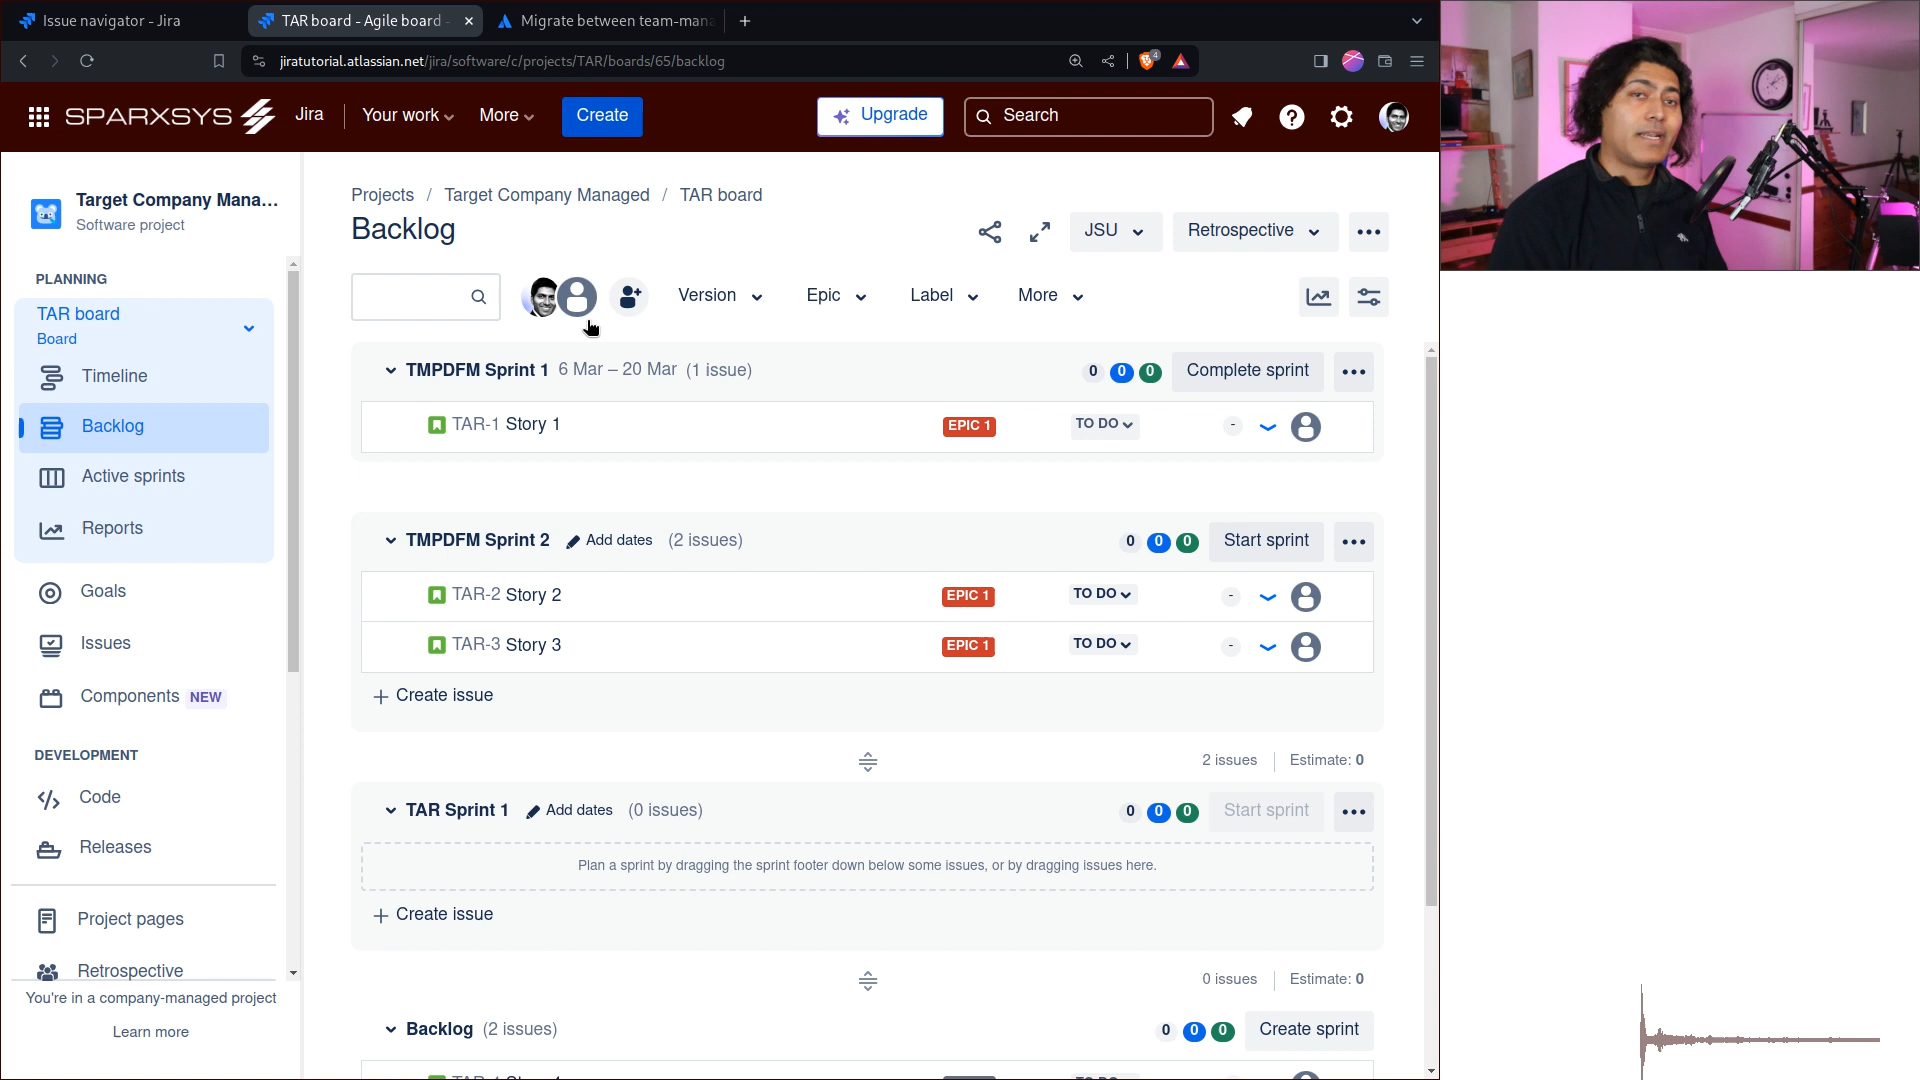 Issue navigator - Jira
TAR board - Agile board -
Migrate between team-mana
jiratutorial.atlassian.net/jira/software/c/projects/TAR/boards/65/backlog
4
SPARXSYS
Jira
Your work
More
Create
Upgrade
Search
Target Company Mana...
Software project
PLANNING
TAR board
Board
Timeline
Backlog
Active sprints
Reports
Goals
Issues
Components NEW
DEVELOPMENT
Code
Releases
Project pages
Retrospective
You're in a company-managed project
Learn more
Projects / Target Company Managed / TAR board
Backlog
JSU
Retrospective
Version
Epic
Label
More
TMPDFM Sprint 1 6 Mar – 20 Mar (1 issue)
0 0 0 Complete sprint
TAR-1 Story 1 EPIC 1 TO DO -
TMPDFM Sprint 2 Add dates (2 issues)
0 0 0 Start sprint
TAR-2 Story 2 EPIC 1 TO DO -
TAR-3 Story 3 EPIC 1 TO DO -
+ Create issue
2 issues Estimate: 0
TAR Sprint 1 Add dates (0 issues)
0 0 0 Start sprint
Plan a sprint by dragging the sprint footer down below some issues, or by dragging issues here.
+ Create issue
0 issues Estimate: 0
Backlog (2 issues)
0 0 0 Create sprint